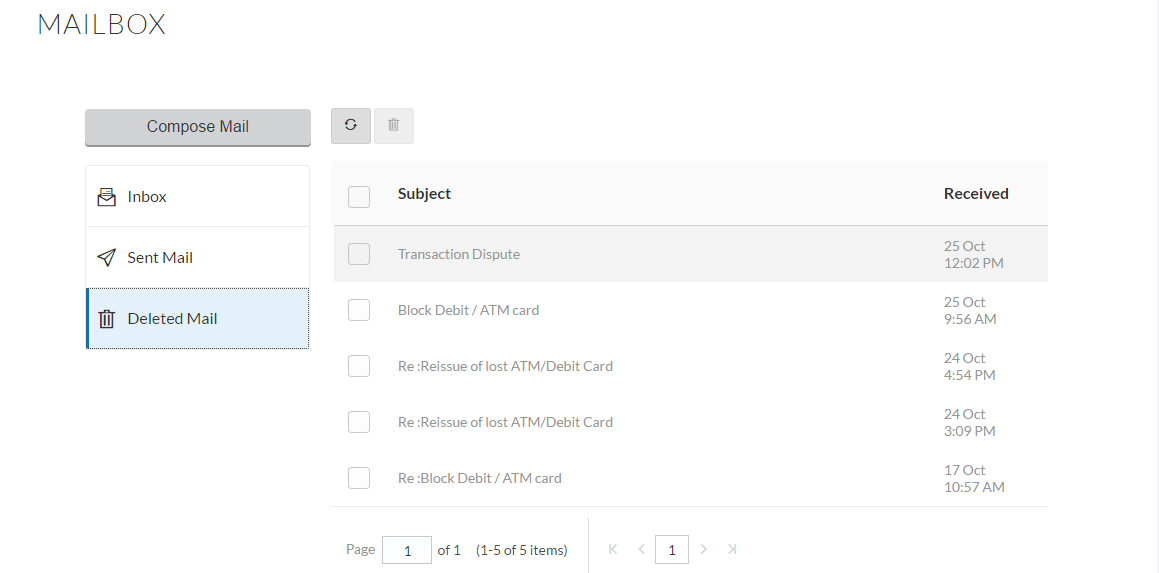 MAILBOX
Compose Mail
Inbox
Sent Mail
Deleted Mail
Subject Received
Transaction Dispute 25 Oct
12:02 PM
Block Debit / ATM card 25 Oct
9:56 AM
Re :Reissue of lost ATM/Debit Card 24 Oct
4:54 PM
Re :Reissue of lost ATM/Debit Card 24 Oct
3:09 PM
Re :Block Debit / ATM card 17 Oct
10:57 AM
Page 1 of 1 (1-5 of 5 items) 1